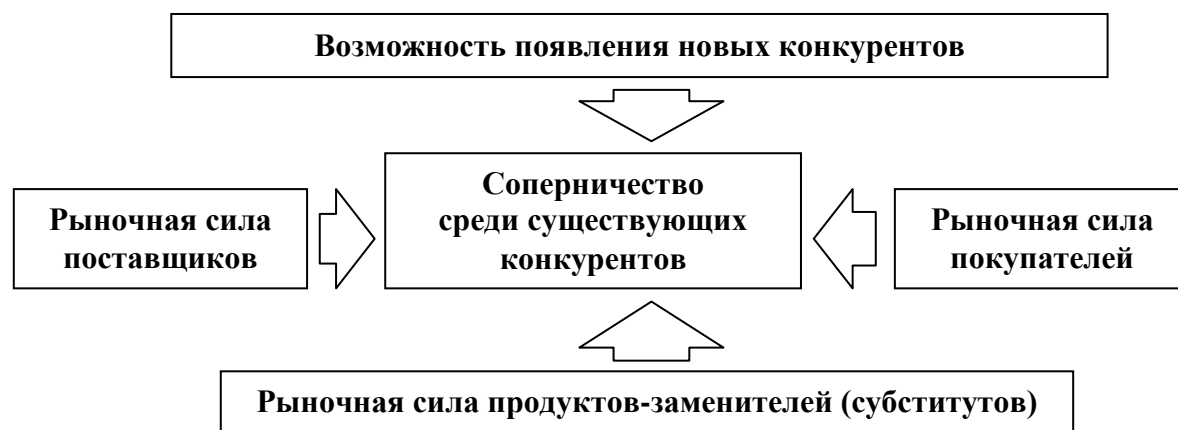 Возможность появления новых конкурентов
Соперничество
среди существующих
конкурентов
Рыночная сила
поставщиков
Рыночная сила
покупателей
Рыночная сила продуктов-заменителей (субститутов)